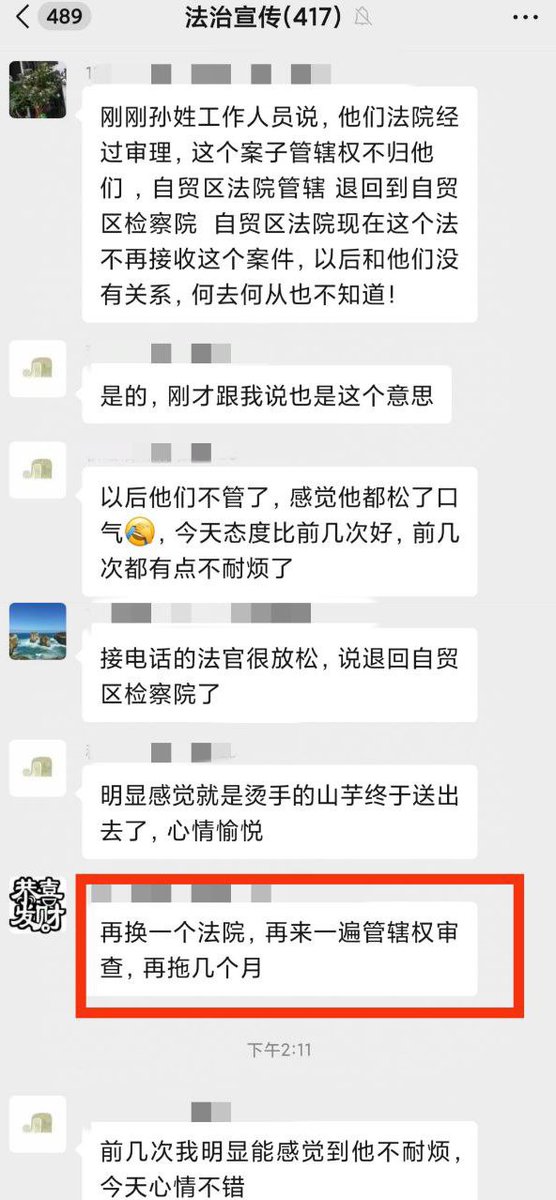 489
法治宣传(417)
刚刚孙姓工作人员说，他们法院经
过审理，这个案子管辖权不归他
们 ，自贸区法院管辖 退回到自贸
区检察院 自贸区法院现在这个法
不再接收这个案件，以后和他们没
有关系，何去何从也不知道！
是的，刚才跟我说也是这个意思
以后他们不管了，感觉他都松了口
气🤣，今天态度比前几次好，前几
次都有点不耐烦了
接电话的法官很放松，说退回自贸
区检察院了
明显感觉就是烫手的山芋终于送出
去了，心情愉悦
恭喜
发财
再换一个法院，再来一遍管辖权审
查，再拖几个月
下午2:11
前几次我明显能感觉到他不耐烦，
今天心情不错